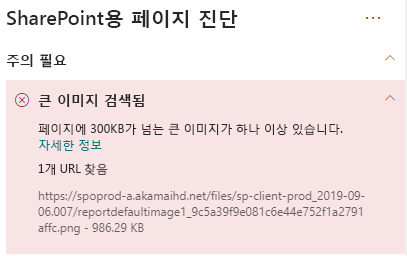 SharePoint용 페이지 진단
주의 필요
큰 이미지 검색됨
페이지에 300KB가 넘는 큰 이미지가 하나 이상 있습니다.
자세한 정보
1개 URL 찾음
https://spoprod-a.akamaihd.net/files/sp-client-prod_2019-09-
06.007/reportdefaultimage1_9c5a39f9e081c6e44e752f1a2791
affc.png - 986.29 KB